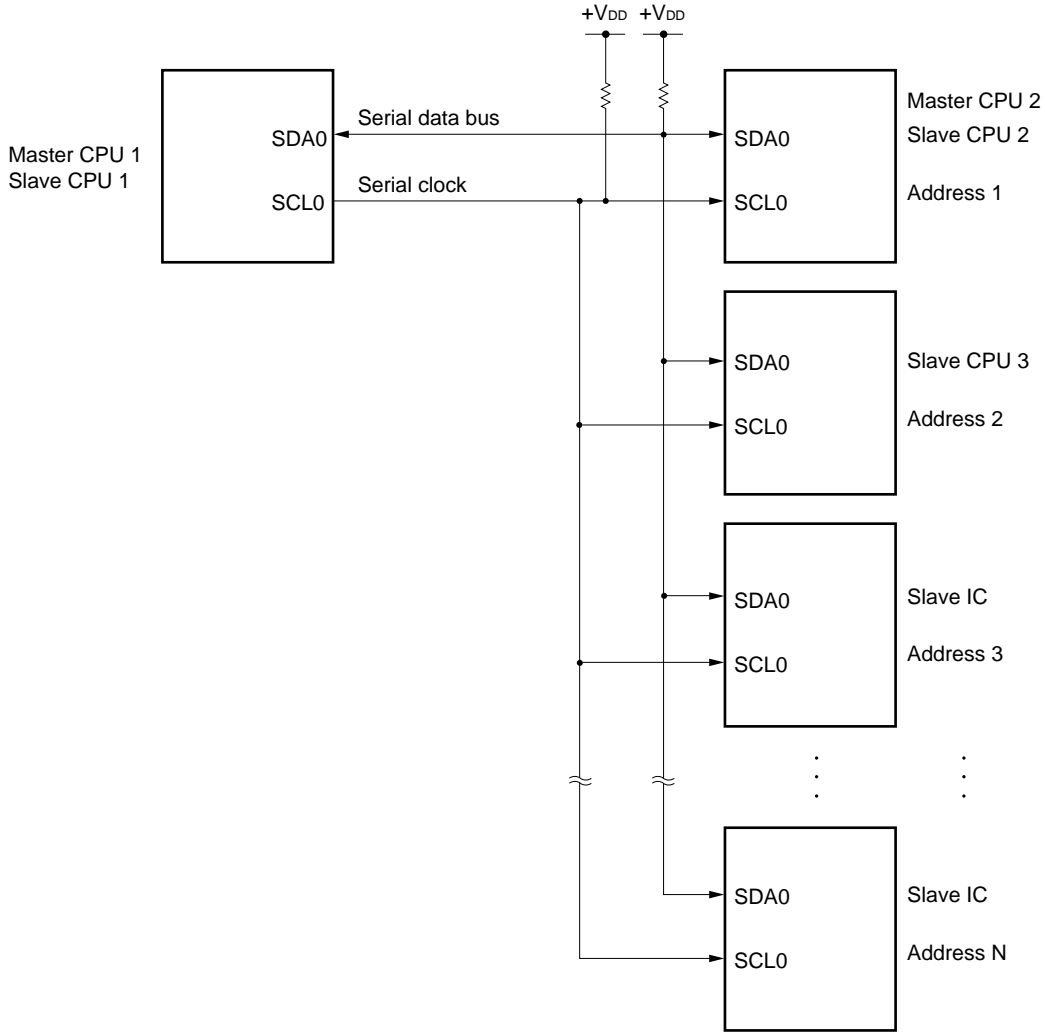 +VDD +VDD
Master CPU 1
Slave CPU 1
SDA0
SCL0
Serial data bus
Serial clock
SDA0
SCL0
Master CPU 2
Slave CPU 2
Address 1
SDA0
SCL0
Slave CPU 3
Address 2
SDA0
SCL0
Slave IC
Address 3
SDA0
SCL0
Slave IC
Address N